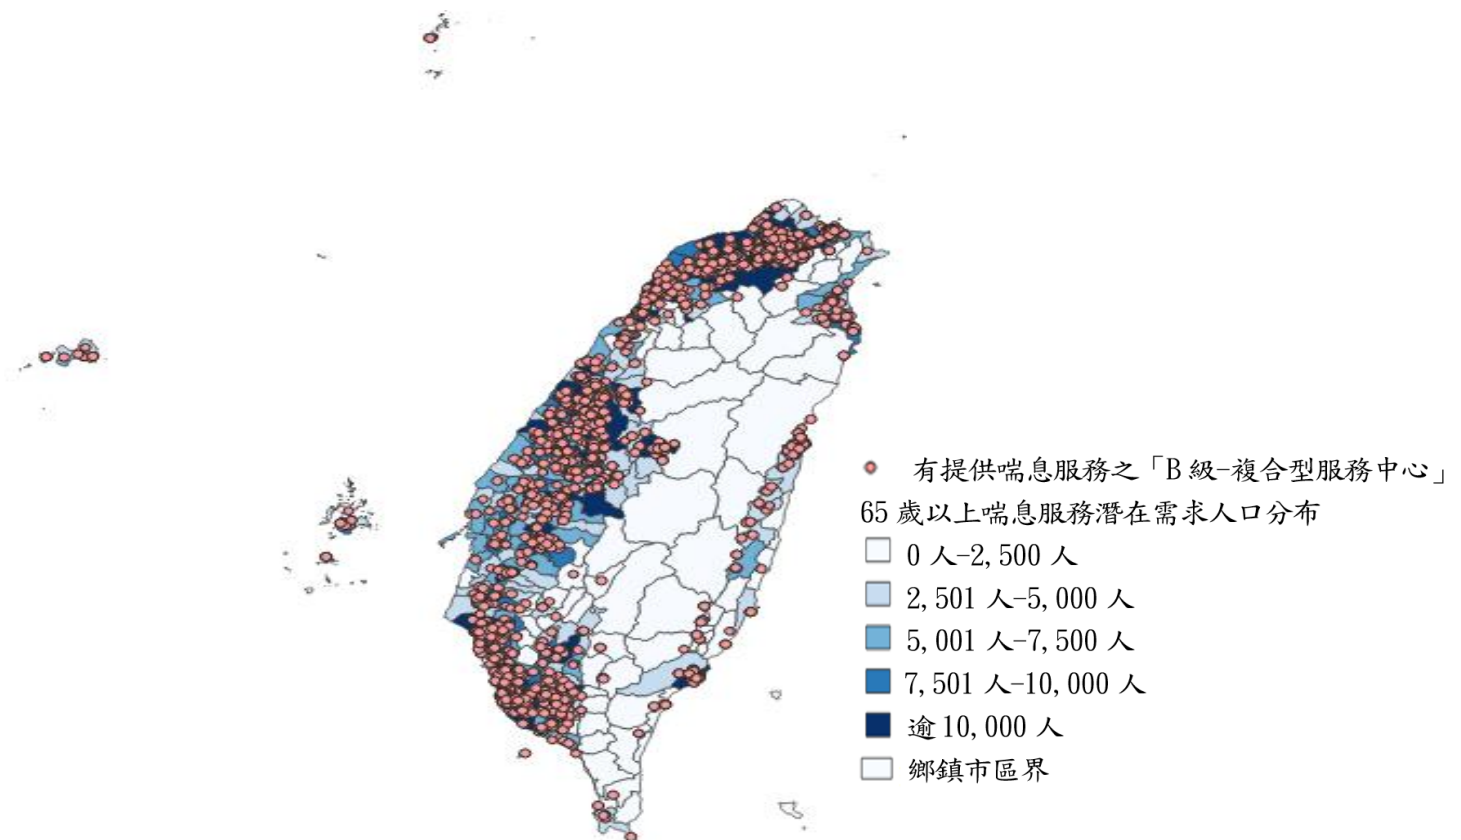 有提供喘息服務之「B級-複合型服務中心」
65歲以上喘息服務潛在需求人口分布
0人-2,500人
2,501人-5,000人
5,001人-7,500人
7,501人-10,000人
逾10,000人
鄉鎮市區界